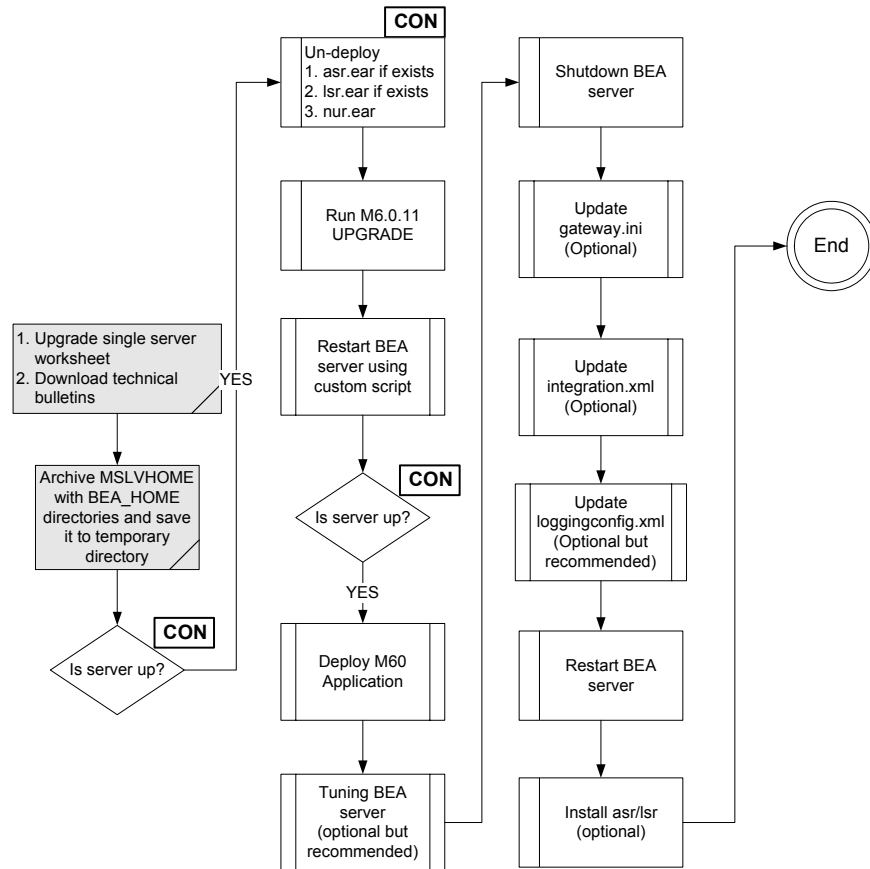 1. Upgrade single server
worksheet
2. Download technical
bulletins
Archive MSLVHOME
with BEA_HOME
directories and save
it to temporary
directory
CON
Is server up?
YES
CON
Un-deploy
1. asr.ear if exists
2. lsr.ear if exists
3. nur.ear
Run M6.0.11
UPGRADE
Restart BEA
server using
custom script
CON
Is server up?
YES
Deploy M60
Application
Tuning BEA
server
(optional but
recommended)
Shutdown BEA
server
Update
gateway.ini
(Optional)
Update
integration.xml
(Optional)
Update
loggingconfig.xml
(Optional but
recommended)
Restart BEA
server
Install asr/lsr
(optional)
End